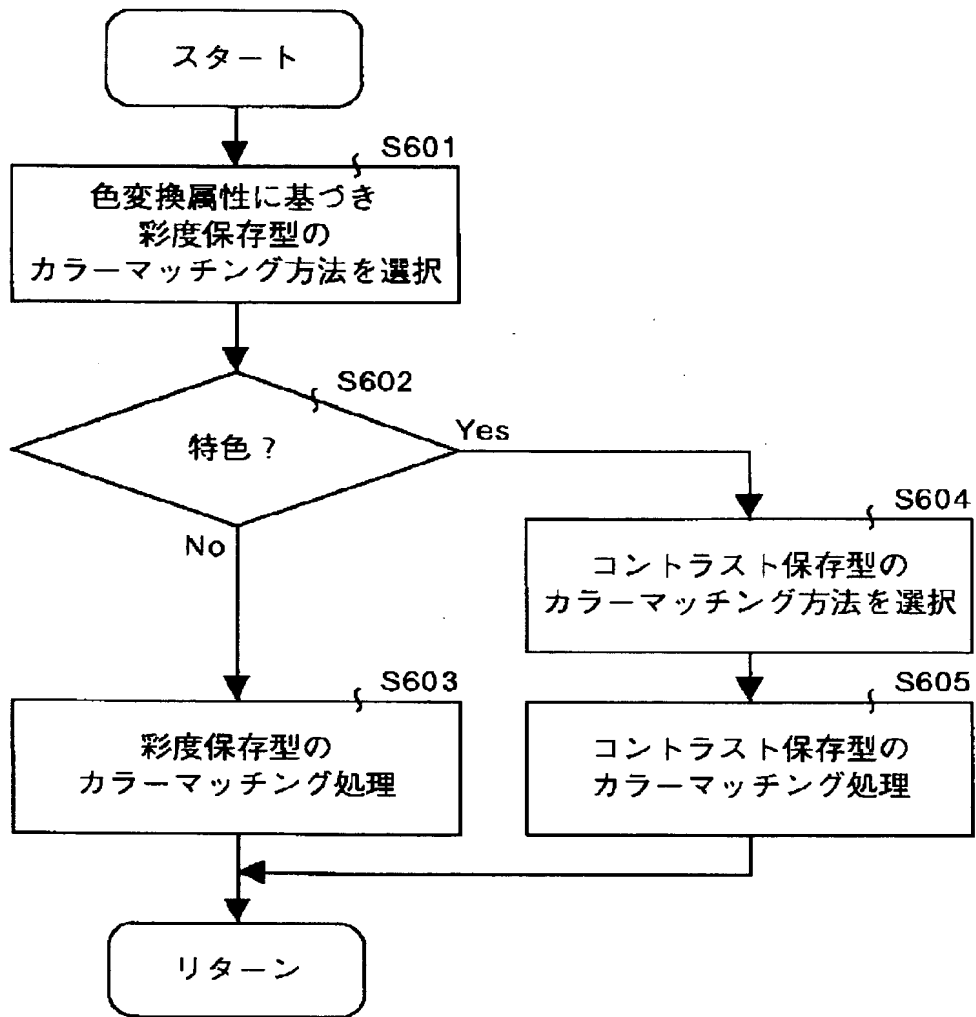 スタート
S601
色変換属性に基づき
彩度保存型の
カラーマッチング方法を選択
S602
特色?
Yes
No
S604
コントラスト保存型の
カラーマッチング方法を選択
S603
彩度保存型の
カラーマッチング処理
S605
コントラスト保存型の
カラーマッチング処理
リターン